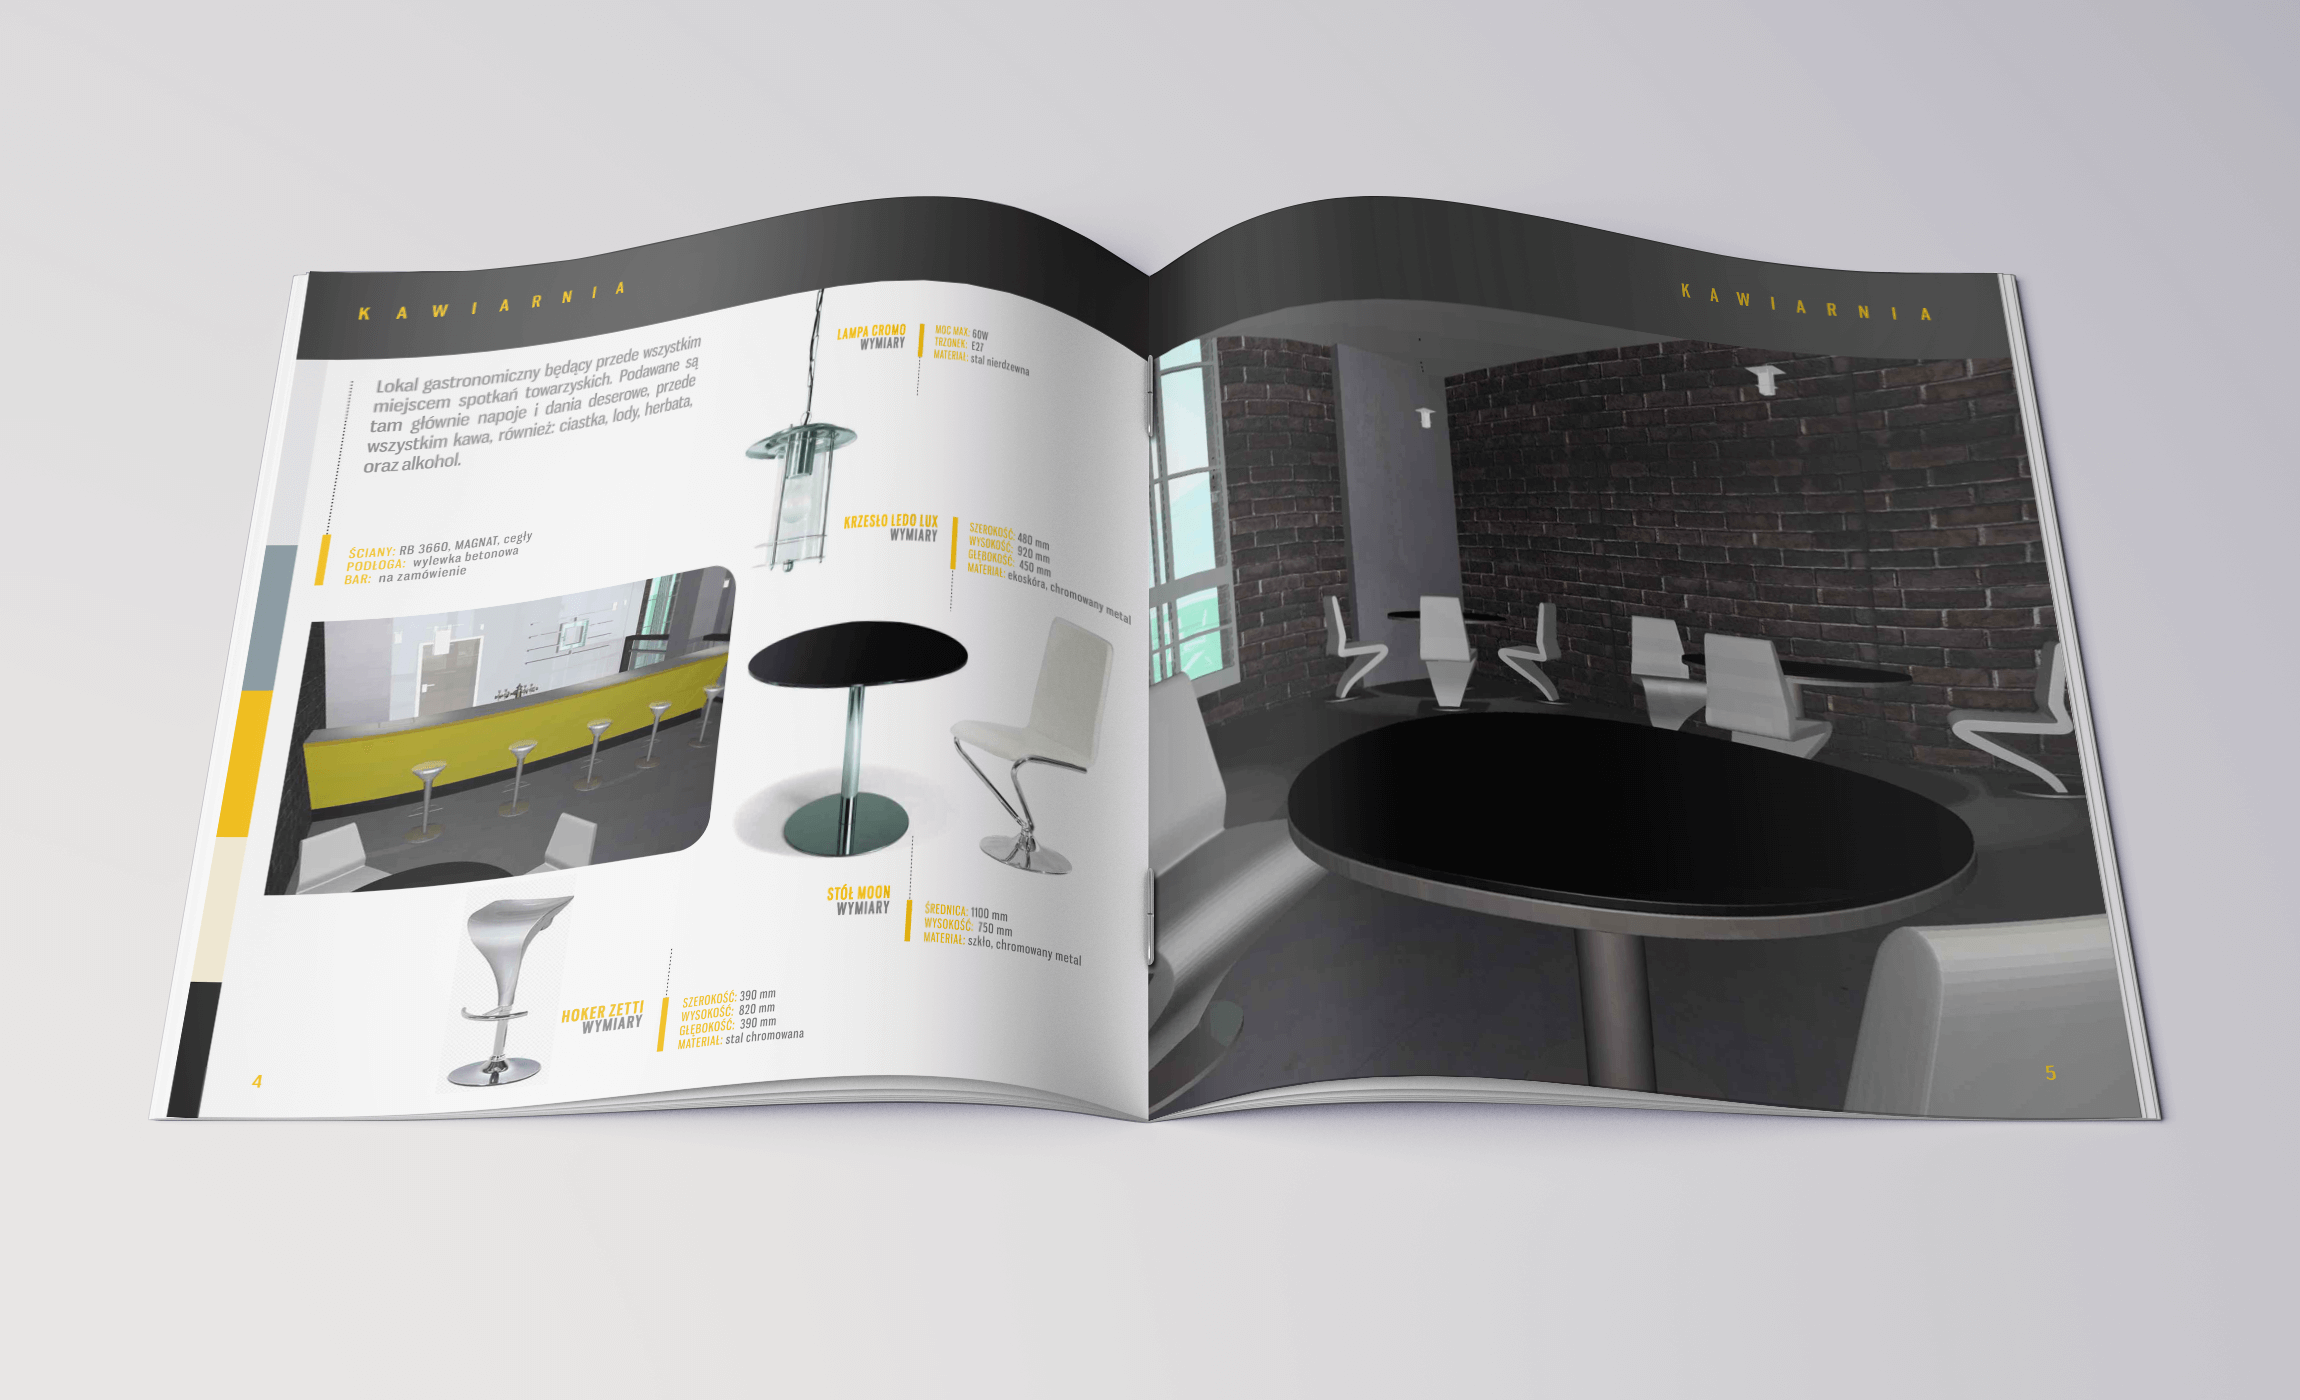 KAWIARNIA
Lokal gastronomiczny będący przede wszystkim
miejscem spotkań towarzyskich. Podawane są
tam głównie napoje i dania deserowe, przede
wszystkim kawa, również: ciastka, lody, herbata,
oraz alkohol.
ŚCIANY: RB 3660, MAGNAT, cegły
PODŁOGA: wylewka betonowa
BAR: na zamówienie
LAMPA CROMO
WYMIARY
MOC MAX: 60W
TRZONEK: E27
MATERIAŁ: stal nierdzewna
KRZESŁO LEDO LUX
WYMIARY
SZEROKOŚĆ: 480 mm
WYSOKOŚĆ: 920 mm
GŁĘBOKOŚĆ: 450 mm
MATERIAŁ: ekoskóra, chromowany metal
STÓŁ MOON
WYMIARY
ŚREDNICA: 1100 mm
WYSOKOŚĆ: 750 mm
MATERIAŁ: szkło, chromowany metal
HOKER ZETTI
WYMIARY
SZEROKOŚĆ: 390 mm
WYSOKOŚĆ: 820 mm
GŁĘBOKOŚĆ: 390 mm
MATERIAŁ: stal chromowana
4
KAWIARNIA
5